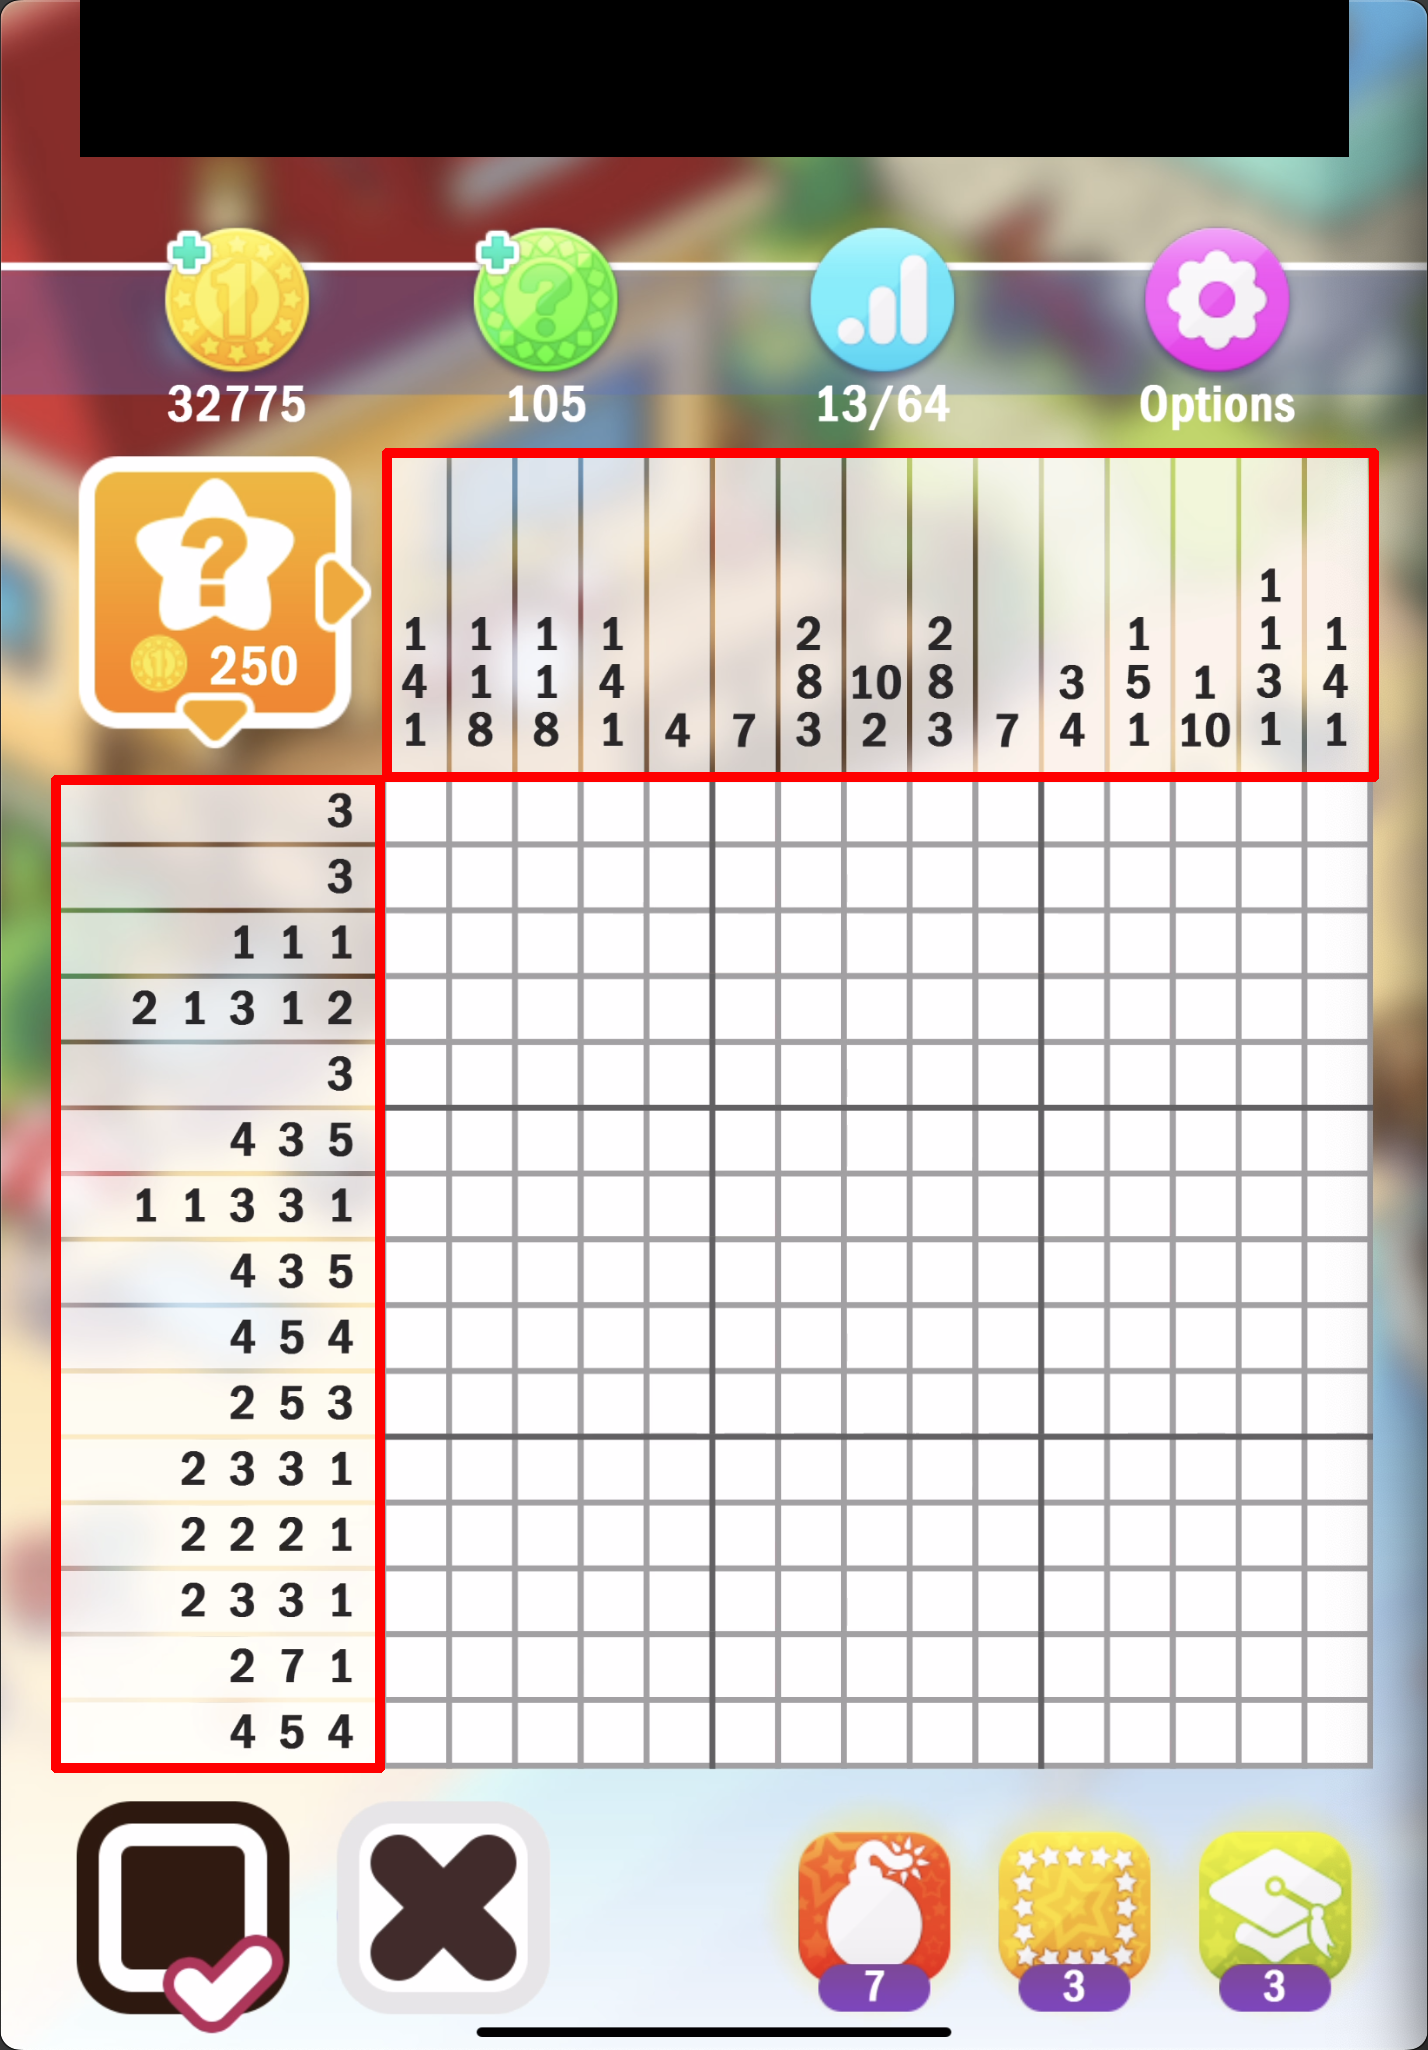 32775 105 13/64 Options
250
1
1 1 1 1 2 2 1 1 1
4 1 1 4 8 10 8 3 5 1 3 4
1 8 8 1 4 7 3 2 3 7 4 1 10 1 1
3
3
1 1 1
2 1 3 1 2
3
4 3 5
1 1 3 3 1
4 3 5
4 5 4
2 5 3
2 3 3 1
2 2 2 1
2 3 3 1
2 7 1
4 5 4
7 3 3